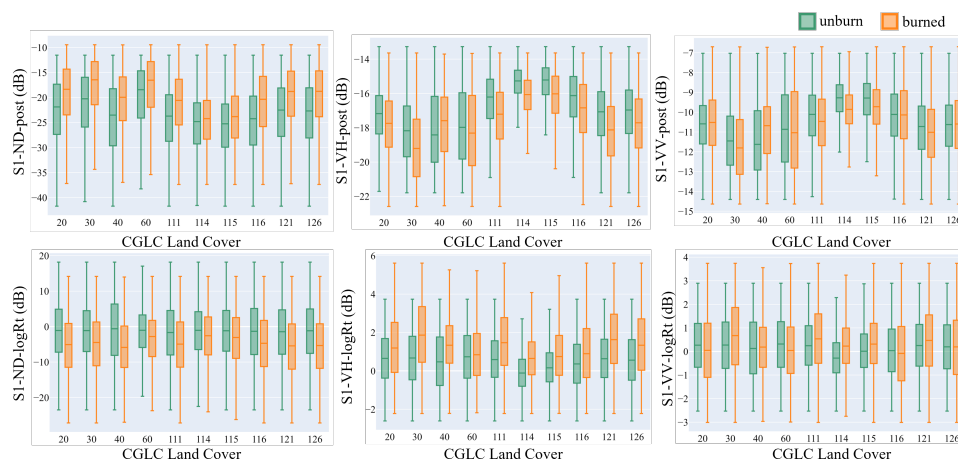 unburn burned
S1-ND-post (dB)
−10
−15
−20
−25
−30
−35
−40
20 30 40 60 111 114 115 116 121 126
CGLC Land Cover
S1-VH-post (dB)
−14
−16
−18
−20
−22
20 30 40 60 111 114 115 116 121 126
CGLC Land Cover
S1-VV-post (dB)
−7
−8
−9
−10
−11
−12
−13
−14
−15
20 30 40 60 111 114 115 116 121 126
CGLC Land Cover
S1-ND-logRt (dB)
20
10
0
−10
−20
20 30 40 60 111 114 115 116 121 126
CGLC Land Cover
S1-VH-logRt (dB)
6
4
2
0
−2
20 30 40 60 111 114 115 116 121 126
CGLC Land Cover
S1-VV-logRt (dB)
4
3
2
1
0
−1
−2
−3
20 30 40 60 111 114 115 116 121 126
CGLC Land Cover